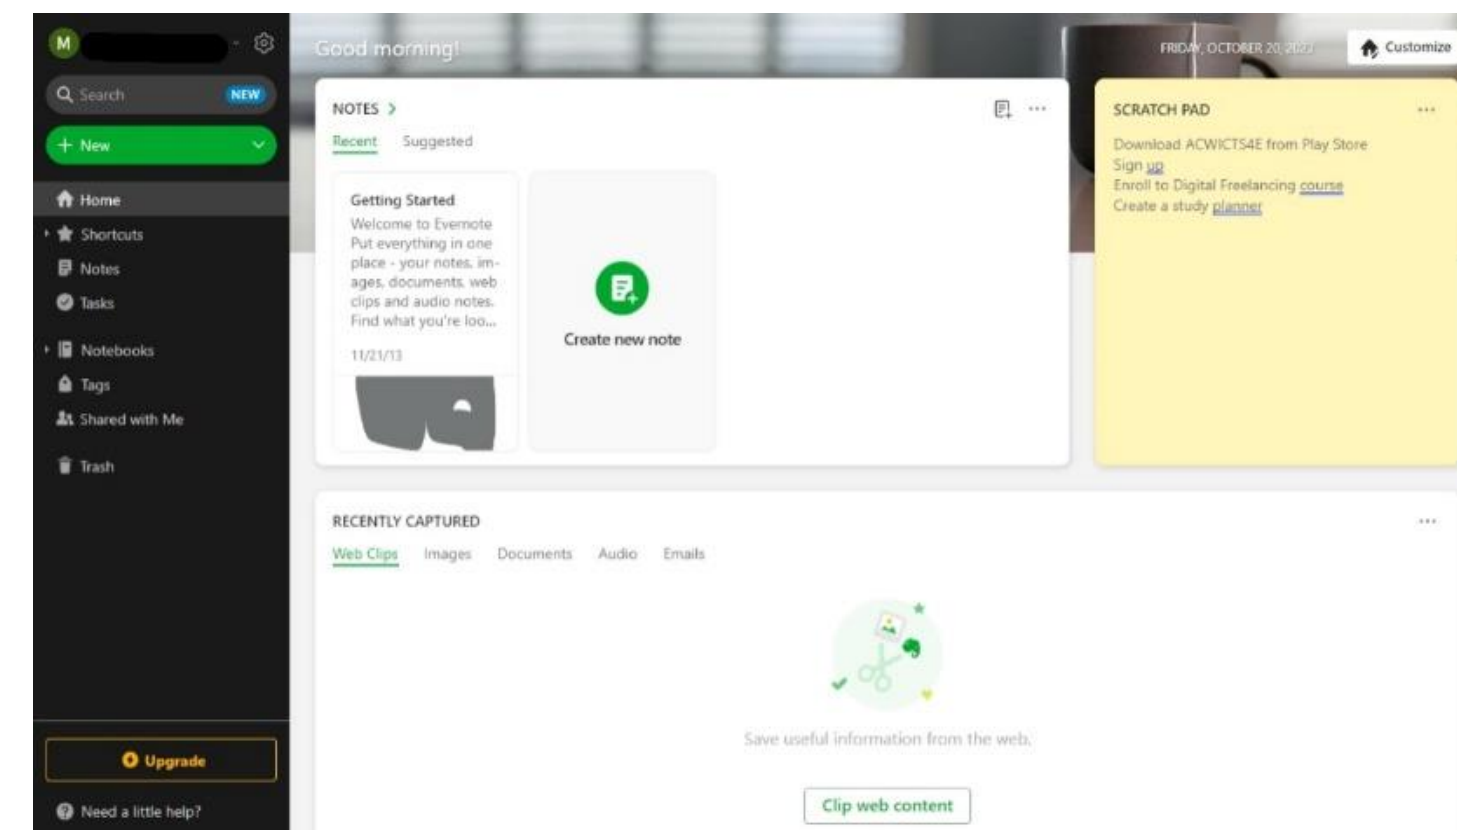 M
Search NEW
+ New
Home
Shortcuts
Notes
Tasks
Notebooks
Tags
Shared with Me
Trash
Upgrade
Need a little help?
Good morning!
FRIDAY, OCTOBER 20, 2023
Customize
NOTES >
Recent Suggested
Getting Started
Welcome to Evernote
Put everything in one
place - your notes, im-
ages, documents, web
clips and audio notes.
Find what you're loo...
11/21/13
Create new note
SCRATCH PAD
Download ACWICTS4E from Play Store
Sign up
Enroll to Digital Freelancing course
Create a study planner
RECENTLY CAPTURED
Web Clips Images Documents Audio Emails
Save useful information from the web.
Clip web content